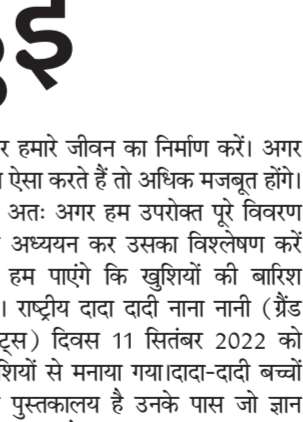 ई
र हमारे जीवन का निर्माण करें। अगर
ऐसा करते हैं तो अधिक मजबूत होंगे।
अतः अगर हम उपरोक्त पूरे विवरण
अध्ययन कर उसका विश्लेषण करें
हम पाएंगे कि खुशियों की बारिश
। राष्ट्रीय दादा दादी नाना नानी (ग्रैंड
ट्स) दिवस 11 सितंबर 2022 को
शियों से मनाया गया।दादा-दादी बच्चों
पुस्तकालय है उनके पास जो ज्ञान